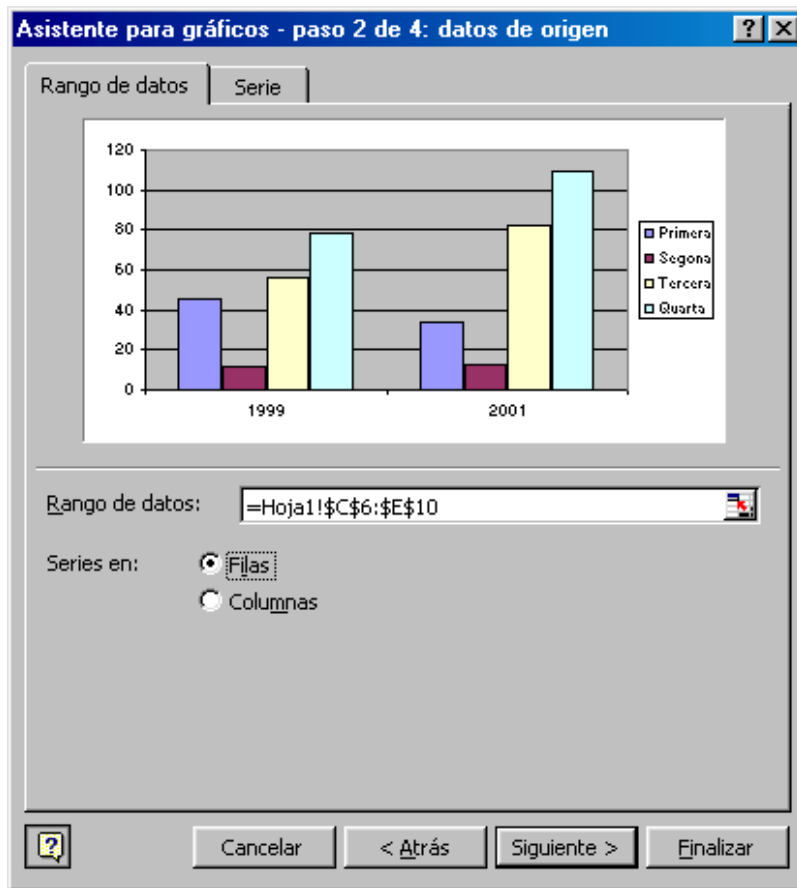 Asistente para gráficos - paso 2 de 4: datos de origen
Rango de datos
Serie
120
100
80
60
40
20
0
1999
2001
Primera
Segona
Tercera
Quarta
Rango de datos:
=Hoja1!$C$6:$E$10
Series en:
Filas
Columnas
Cancelar
< Atrás
Siguiente >
Finalizar